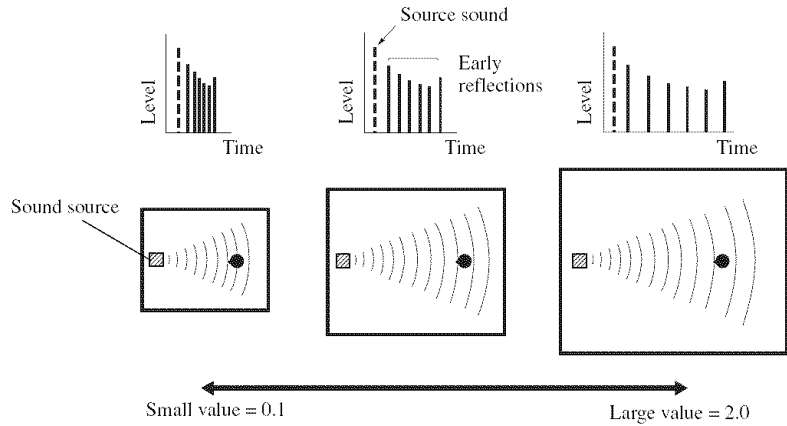 Source sound
Early
reflections
Level
Time
Level
Time
Level
Time
Sound source
Small value = 0.1
Large value = 2.0